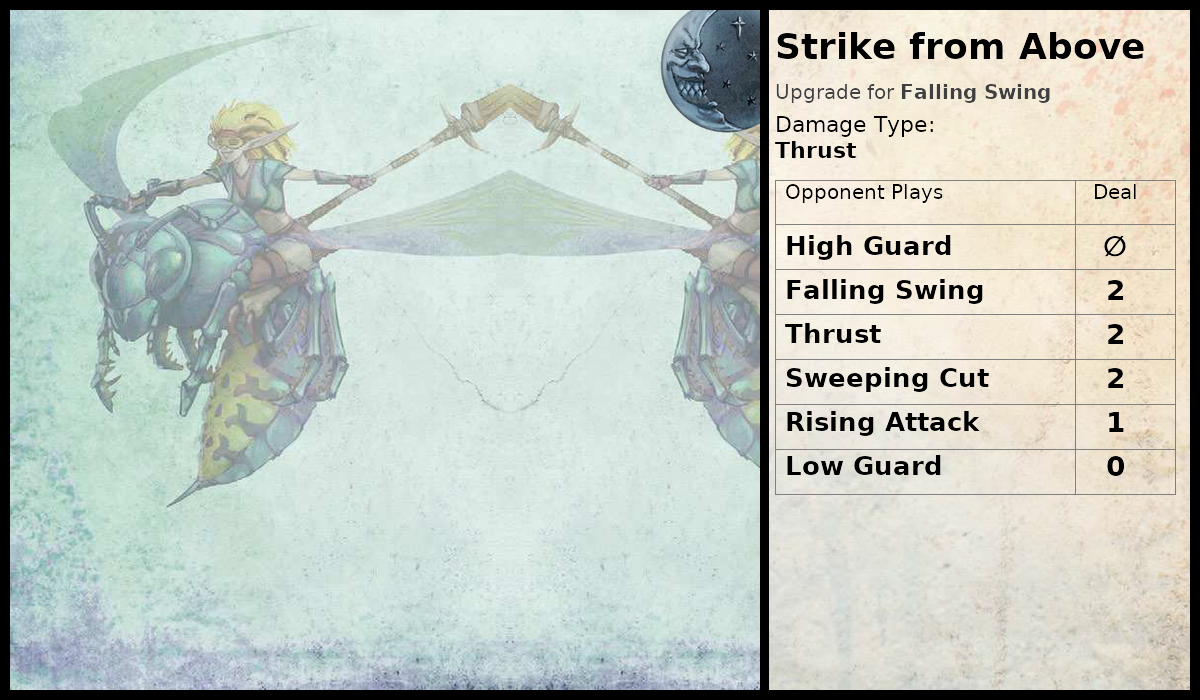 Strike from Above
Upgrade for Falling Swing
Damage Type:
Thrust
Opponent Plays Deal
High Guard ∅
Falling Swing 2
Thrust 2
Sweeping Cut 2
Rising Attack 1
Low Guard 0